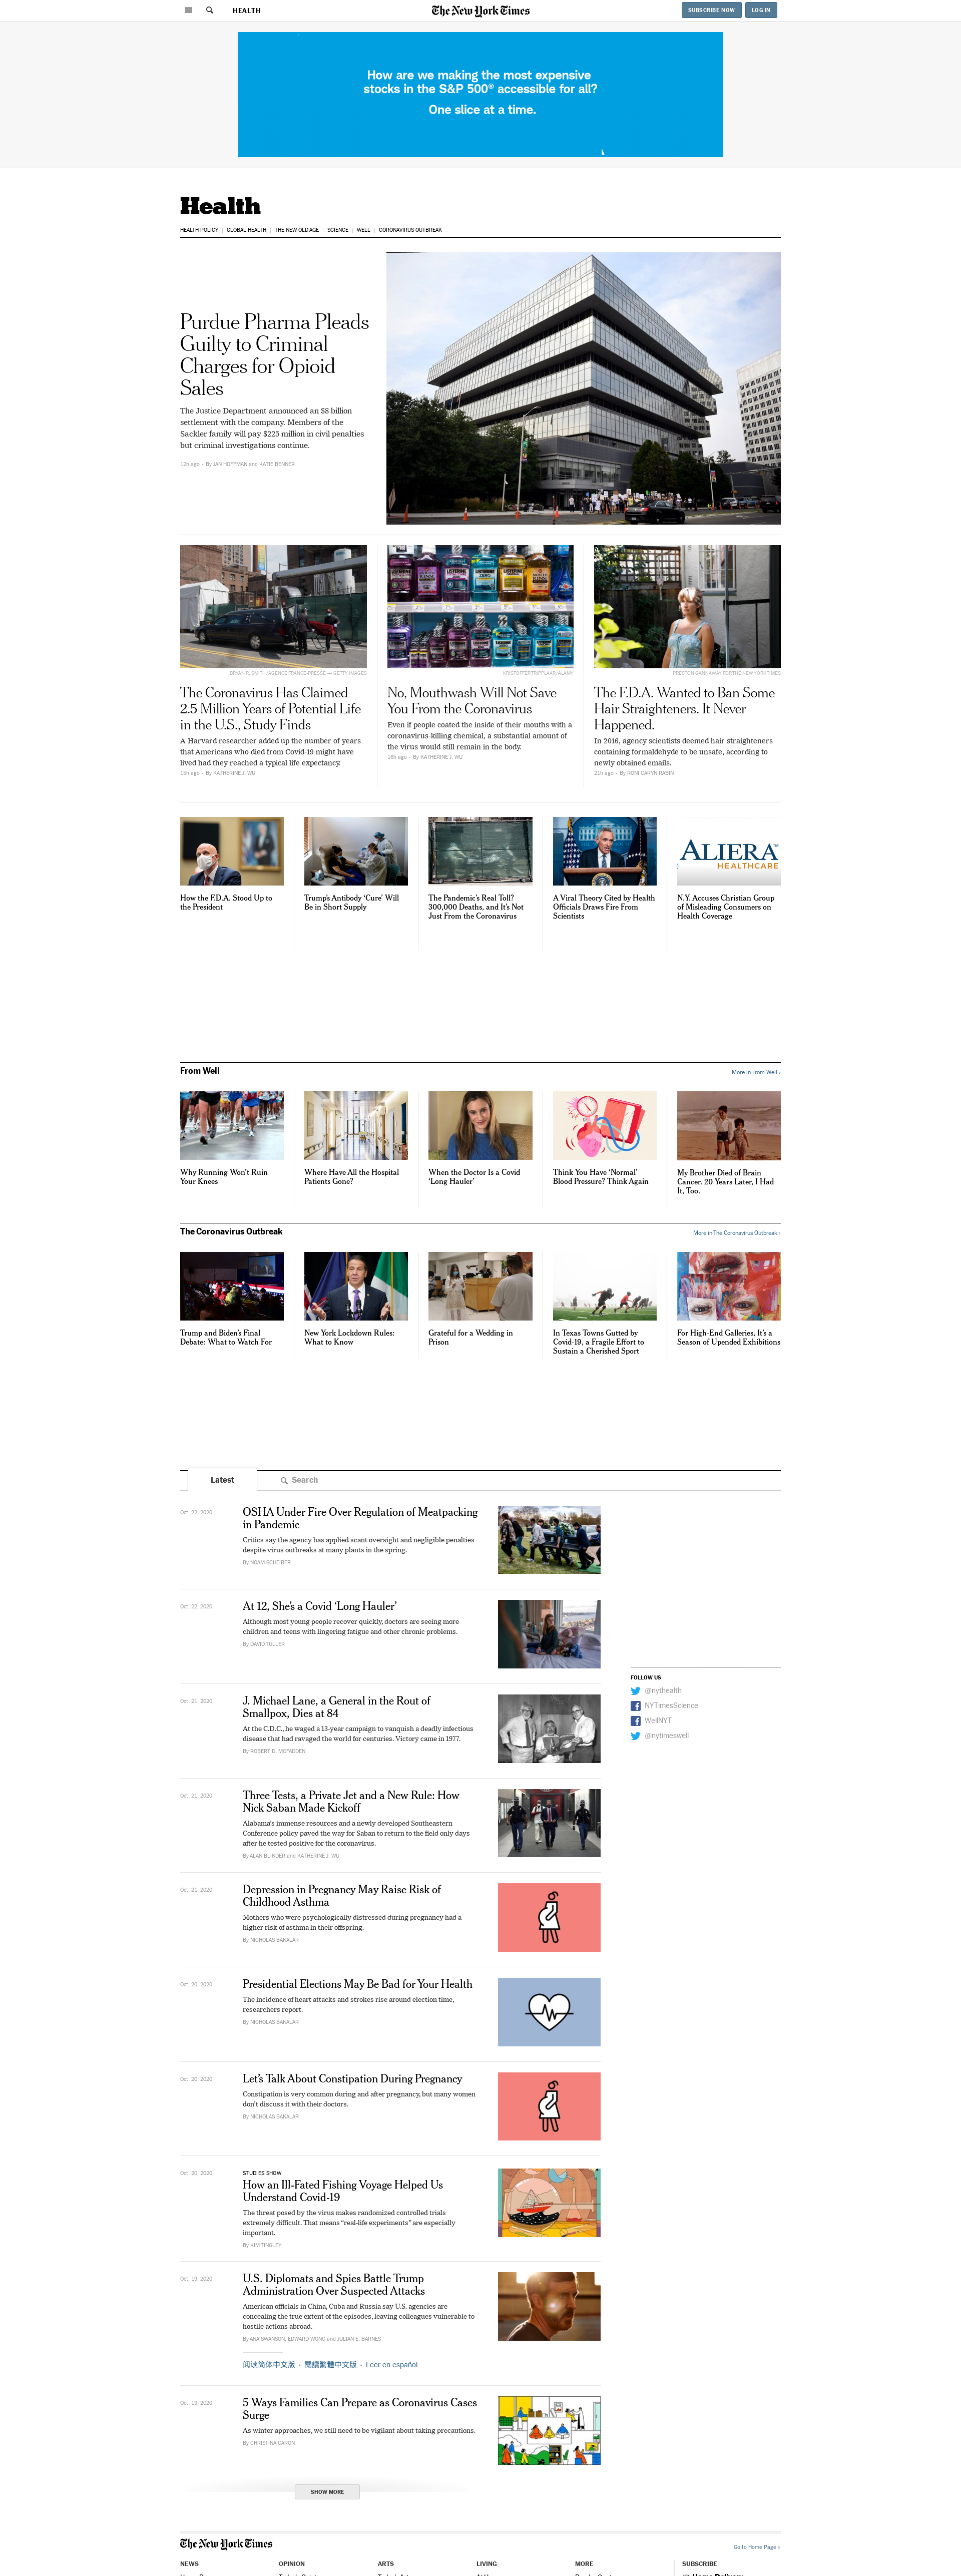 HEALTH
The New York Times
SUBSCRIBE NOW
LOG IN
How are we making the most expensive
stocks in the S&P 500® accessible for all?
One slice at a time.
Health
HEALTH POLICY
GLOBAL HEALTH
THE NEW OLD AGE
SCIENCE
WELL
CORONAVIRUS OUTBREAK
Purdue Pharma Pleads
Guilty to Criminal
Charges for Opioid
Sales
The Justice Department announced an $8 billion
settlement with the company. Members of the
Sackler family will pay $225 million in civil penalties
but criminal investigations continue.
12h ago - By JAN HOFFMAN and KATIE BENNER
BRYAN R. SMITH/AGENCE FRANCE-PRESSE — GETTY IMAGES
The Coronavirus Has Claimed
2.5 Million Years of Potential Life
in the U.S., Study Finds
A Harvard researcher added up the number of years
that Americans who died from Covid-19 might have
lived had they reached a typical life expectancy.
15h ago - By KATHERINE J. WU
KRISTOFFER TRIPPLAAR/ALAMY
No, Mouthwash Will Not Save
You From the Coronavirus
Even if people coated the inside of their mouths with a
coronavirus-killing chemical, a substantial amount of
the virus would still remain in the body.
16h ago - By KATHERINE J. WU
PRESTON GANNAWAY FOR THE NEW YORK TIMES
The F.D.A. Wanted to Ban Some
Hair Straighteners. It Never
Happened.
In 2016, agency scientists deemed hair straighteners
containing formaldehyde to be unsafe, according to
newly obtained emails.
21h ago - By RONI CARYN RABIN
How the F.D.A. Stood Up to
the President
Trump's Antibody ‘Cure’ Will
Be in Short Supply
The Pandemic's Real Toll?
300,000 Deaths, and It's Not
Just From the Coronavirus
A Viral Theory Cited by Health
Officials Draws Fire From
Scientists
ALIERA™
HEALTHCARE
N.Y. Accuses Christian Group
of Misleading Consumers on
Health Coverage
From Well
More in From Well ›
Why Running Won't Ruin
Your Knees
Where Have All the Hospital
Patients Gone?
When the Doctor Is a Covid
‘Long Hauler’
Think You Have ‘Normal’
Blood Pressure? Think Again
My Brother Died of Brain
Cancer. 20 Years Later, I Had
It, Too.
The Coronavirus Outbreak
More in The Coronavirus Outbreak ›
Trump and Biden's Final
Debate: What to Watch For
New York Lockdown Rules:
What to Know
Grateful for a Wedding in
Prison
In Texas Towns Gutted by
Covid-19, a Fragile Effort to
Sustain a Cherished Sport
For High-End Galleries, It's a
Season of Upended Exhibitions
Latest
Search
Oct. 22, 2020
OSHA Under Fire Over Regulation of Meatpacking
in Pandemic
Critics say the agency has applied scant oversight and negligible penalties
despite virus outbreaks at many plants in the spring.
By NOAM SCHEIBER
Oct. 22, 2020
At 12, She's a Covid ‘Long Hauler’
Although most young people recover quickly, doctors are seeing more
children and teens with lingering fatigue and other chronic problems.
By DAVID TULLER
FOLLOW US
@nythealth
NYTimesScience
WellNYT
@nytimeswell
Oct. 21, 2020
J. Michael Lane, a General in the Rout of
Smallpox, Dies at 84
At the C.D.C., he waged a 13-year campaign to vanquish a deadly infectious
disease that had ravaged the world for centuries. Victory came in 1977.
By ROBERT D. MCFADDEN
Oct. 21, 2020
Three Tests, a Private Jet and a New Rule: How
Nick Saban Made Kickoff
Alabama's immense resources and a newly developed Southeastern
Conference policy paved the way for Saban to return to the field only days
after he tested positive for the coronavirus.
By ALAN BLINDER and KATHERINE J. WU
Oct. 21, 2020
Depression in Pregnancy May Raise Risk of
Childhood Asthma
Mothers who were psychologically distressed during pregnancy had a
higher risk of asthma in their offspring.
By NICHOLAS BAKALAR
Oct. 20, 2020
Presidential Elections May Be Bad for Your Health
The incidence of heart attacks and strokes rise around election time,
researchers report.
By NICHOLAS BAKALAR
Oct. 20, 2020
Let's Talk About Constipation During Pregnancy
Constipation is very common during and after pregnancy, but many women
don't discuss it with their doctors.
By NICHOLAS BAKALAR
Oct. 20, 2020
STUDIES SHOW
How an Ill-Fated Fishing Voyage Helped Us
Understand Covid-19
The threat posed by the virus makes randomized controlled trials
extremely difficult. That means “real-life experiments” are especially
important.
By KIM TINGLEY
Oct. 19, 2020
U.S. Diplomats and Spies Battle Trump
Administration Over Suspected Attacks
American officials in China, Cuba and Russia say U.S. agencies are
concealing the true extent of the episodes, leaving colleagues vulnerable to
hostile actions abroad.
By ANA SWANSON, EDWARD WONG and JULIAN E. BARNES
阅读简体中文版 - 閱讀繁體中文版 - Leer en español
Oct. 19, 2020
5 Ways Families Can Prepare as Coronavirus Cases
Surge
As winter approaches, we still need to be vigilant about taking precautions.
By CHRISTINA CARON
SHOW MORE
The New York Times
Go to Home Page »
NEWS
OPINION
ARTS
LIVING
MORE
SUBSCRIBE